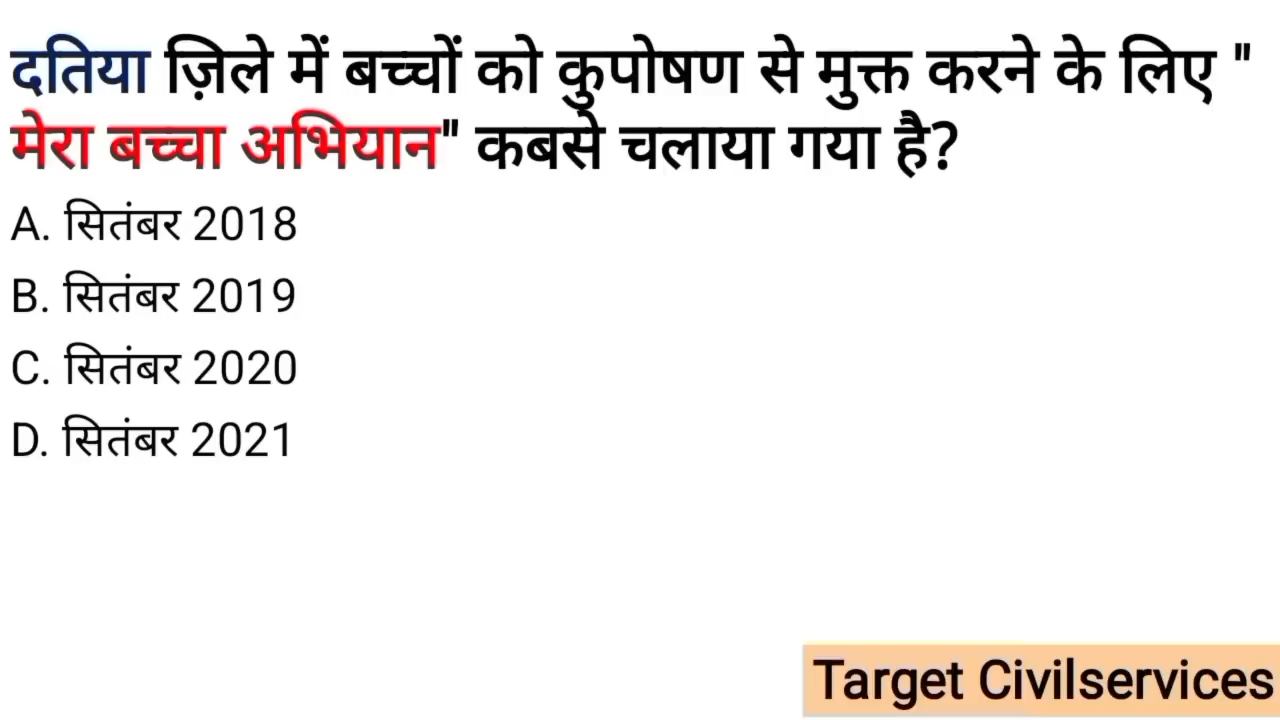 दतिया ज़िले में बच्चों को कुपोषण से मुक्त करने के लिए "
मेरा बच्चा अभियान" कबसे चलाया गया है?
A. सितंबर 2018
B. सितंबर 2019
C. सितंबर 2020
D. सितंबर 2021
Target Civilservices